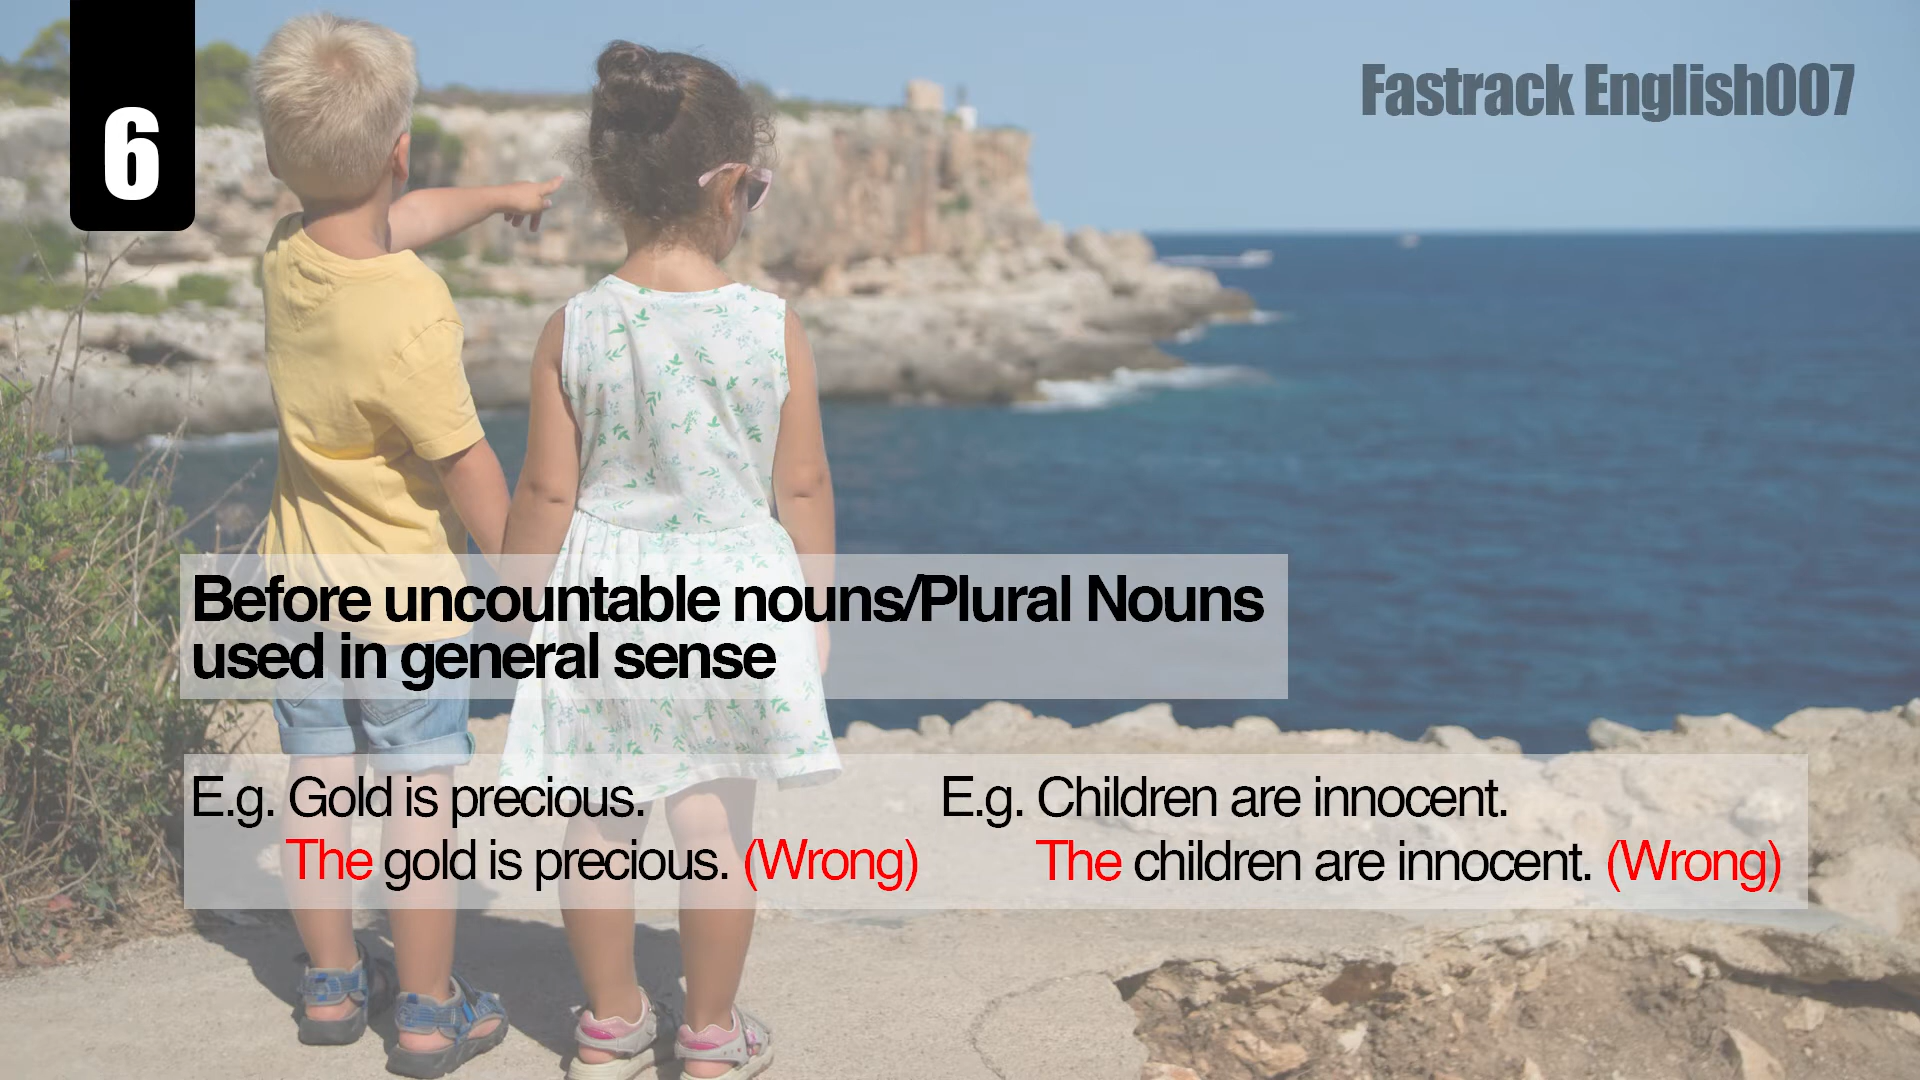 6
Fastrack English007
Before uncountable nouns/Plural Nouns
used in general sense
E.g. Gold is precious.
The gold is precious. (Wrong)
E.g. Children are innocent.
The children are innocent. (Wrong)